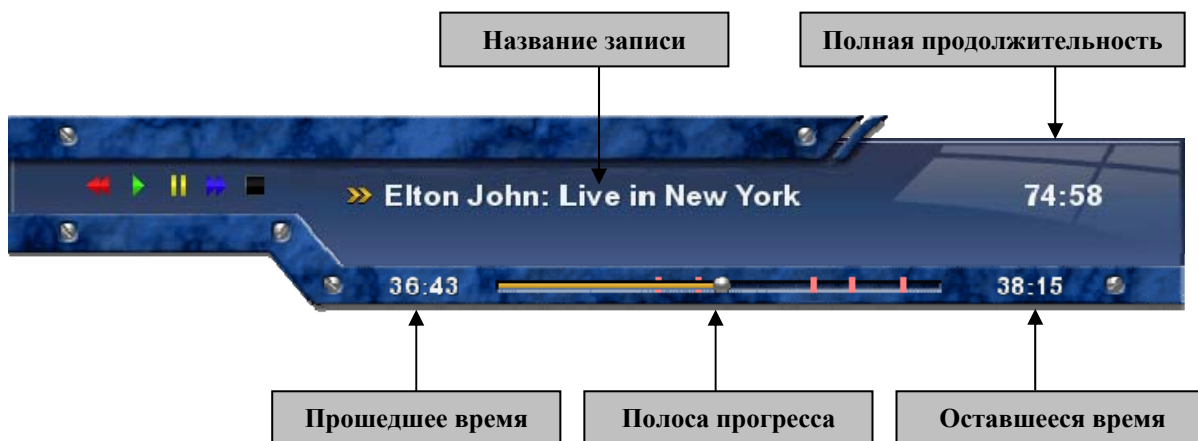 Название записи
Полная продолжительность
Elton John: Live in New York
74:58
36:43
38:15
Прошедшее время
Полоса прогресса
Оставшееся время